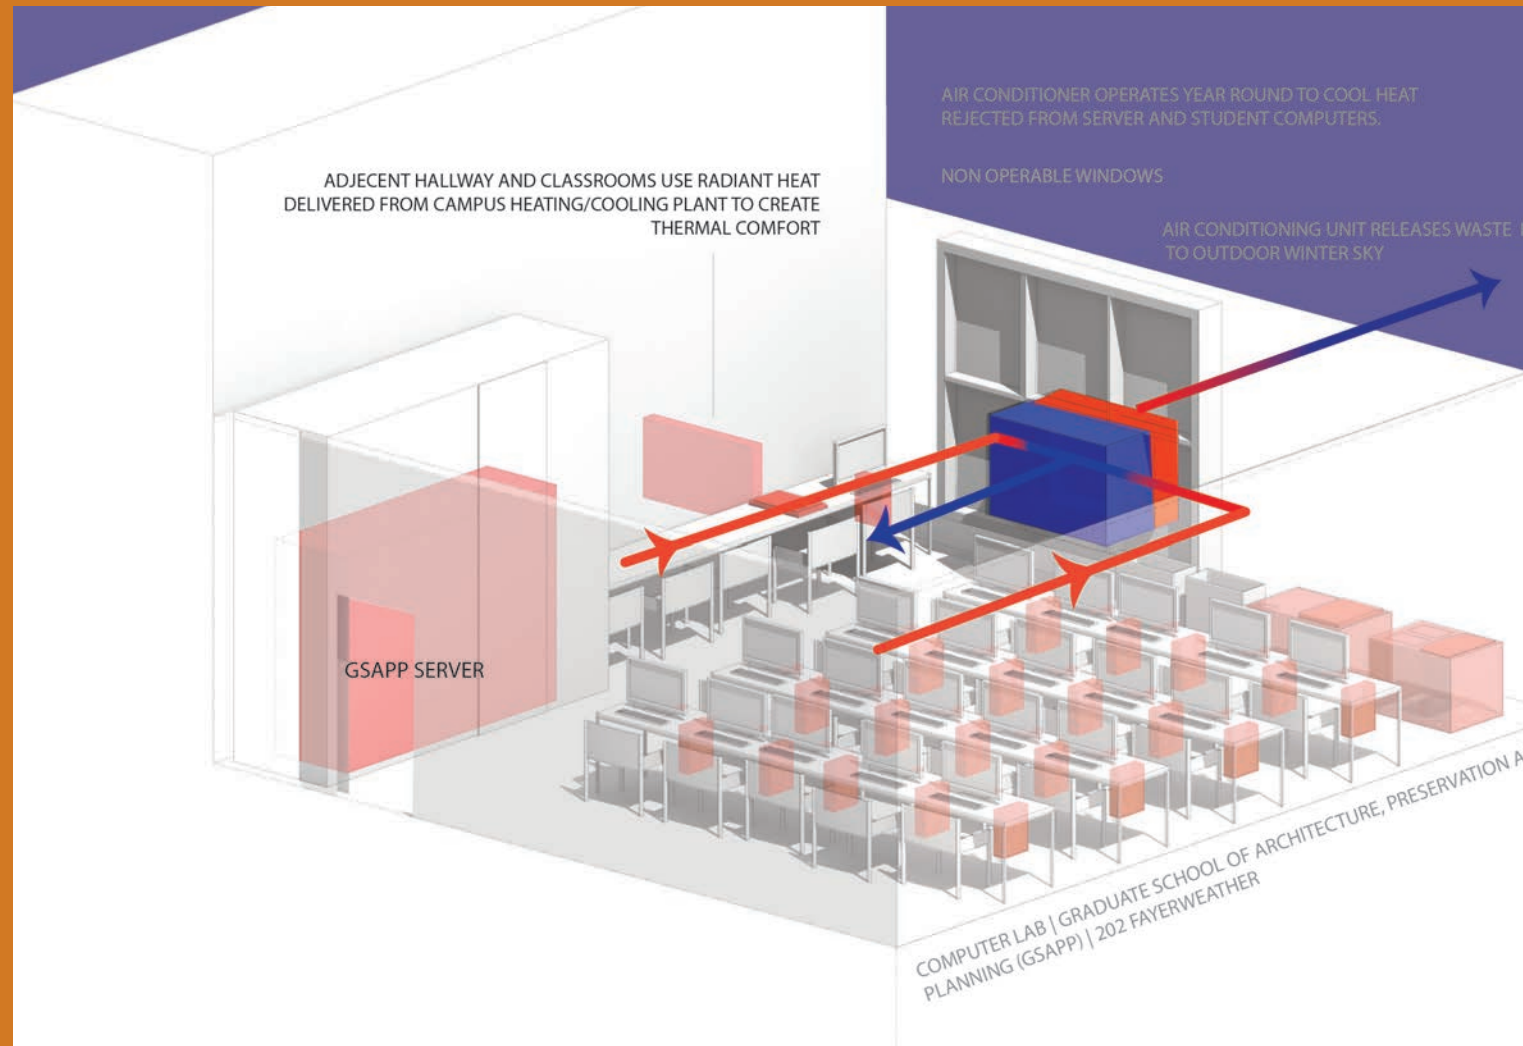 AIR CONDITIONER OPERATES YEAR ROUND TO COOL HEAT
REJECTED FROM SERVER AND STUDENT COMPUTERS.
NON OPERABLE WINDOWS
ADJECENT HALLWAY AND CLASSROOMS USE RADIANT HEAT
DELIVERED FROM CAMPUS HEATING/COOLING PLANT TO CREATE
THERMAL COMFORT
AIR CONDITIONING UNIT RELEASES WASTE
TO OUTDOOR WINTER SKY
GSAPP SERVER
COMPUTER LAB | GRADUATE SCHOOL OF ARCHITECTURE, PRESERVATION
PLANNING (GSAPP) | 202 FAYERWEATHER